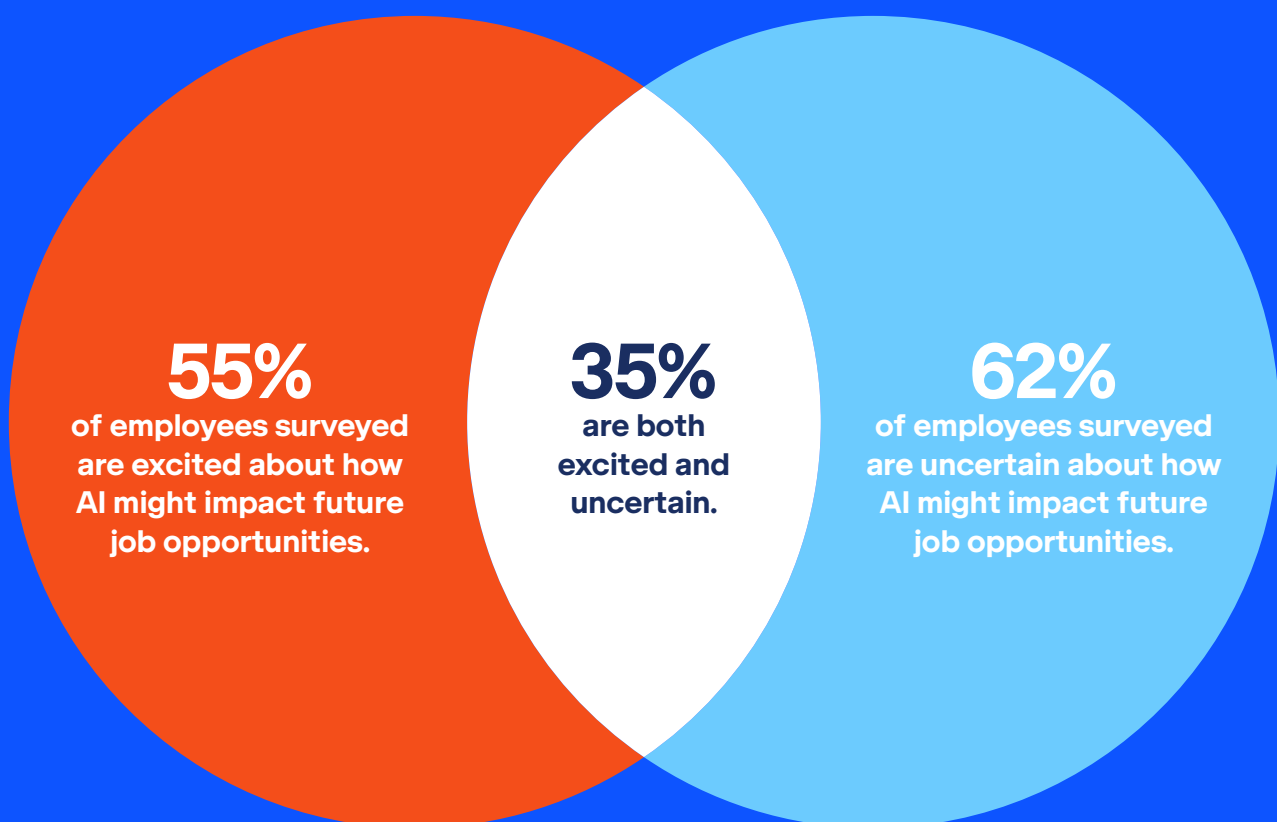 55%
of employees surveyed
are excited about how
AI might impact future
job opportunities.
35%
are both
excited and
uncertain.
62%
of employees surveyed
are uncertain about how
AI might impact future
job opportunities.